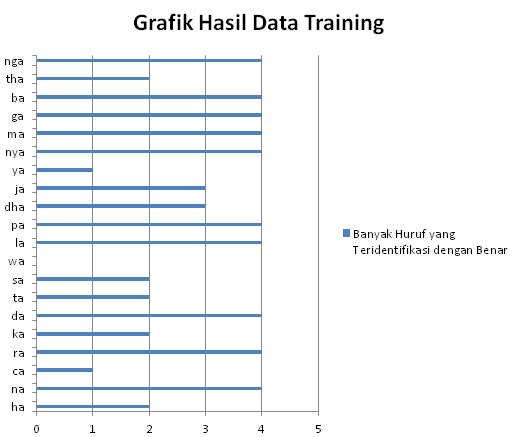 Grafik Hasil Data Training
nga
tha
ba
ga
ma
nya
ya
ja
dha
pa
la
wa
sa
ta
da
ka
ra
ca
na
ha
0 1 2 3 4 5
Banyak Huruf yang
Teridentifikasi dengan Benar